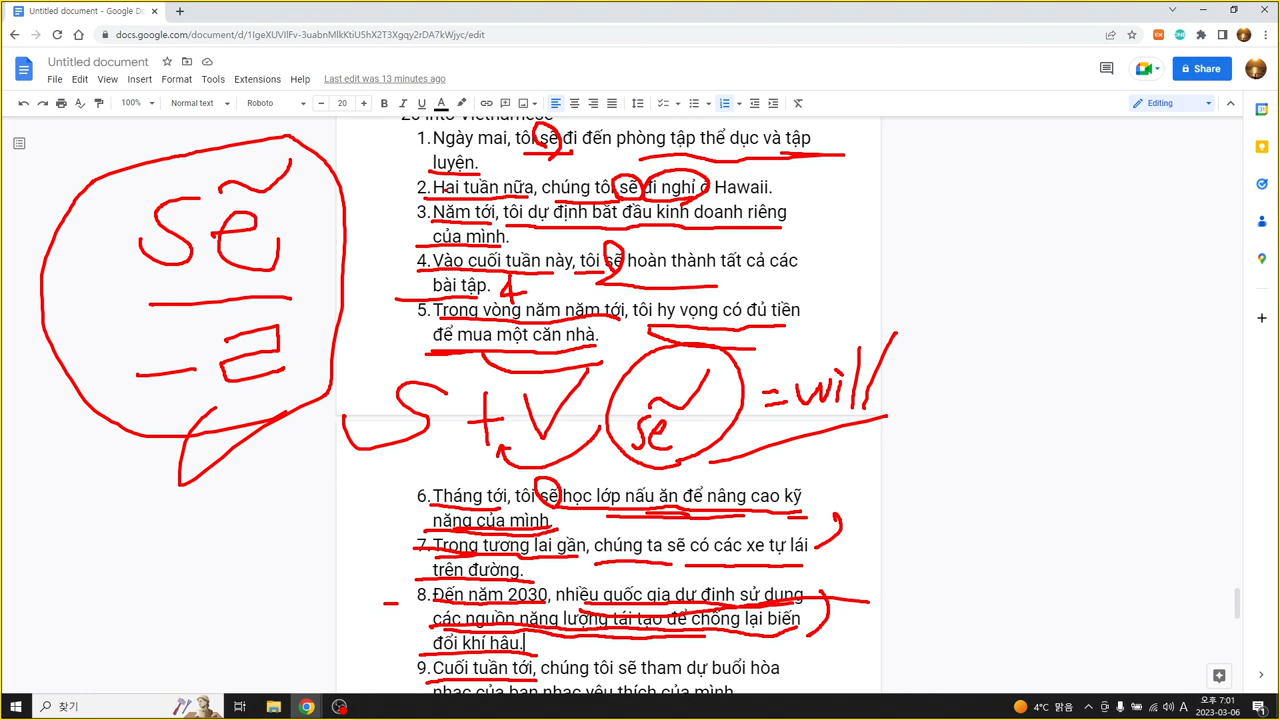 Untitled document - Google Do
docs.google.com/document/d/1IgeXUVIlFv-3uabnMlkKtiU5hX2T3Xgqy2rDA7kWjyc/edit
Untitled document
File Edit View Insert Format Tools Extensions Help Last edit was 13 minutes ago
Share
100% Normal text Roboto 20 Editing
into Vietnamese
1. Ngày mai, tôi sẽ đi đến phòng tập thể dục và tập
luyện.
2. Hai tuần nữa, chúng tôi sẽ đi nghỉ ở Hawaii.
3. Năm tới, tôi dự định bắt đầu kinh doanh riêng
của mình.
4. Vào cuối tuần này, tôi sẽ hoàn thành tất cả các
bài tập.
4
5. Trong vòng năm năm tới, tôi hy vọng có đủ tiền
để mua một căn nhà.
sẽ
S + V sẽ = will
6. Tháng tới, tôi sẽ học lớp nấu ăn để nâng cao kỹ
năng của mình.
7. Trong tương lai gần, chúng ta sẽ có các xe tự lái
trên đường.
8. Đến năm 2030, nhiều quốc gia dự định sử dụng
các nguồn năng lượng tái tạo để chống lại biến
đổi khí hậu.
9. Cuối tuần tới, chúng tôi sẽ tham dự buổi hòa
nhạc của ban nhạc yêu thích của mình.
찾기
4°C 맑음 A 오후 7:01
2023-03-06